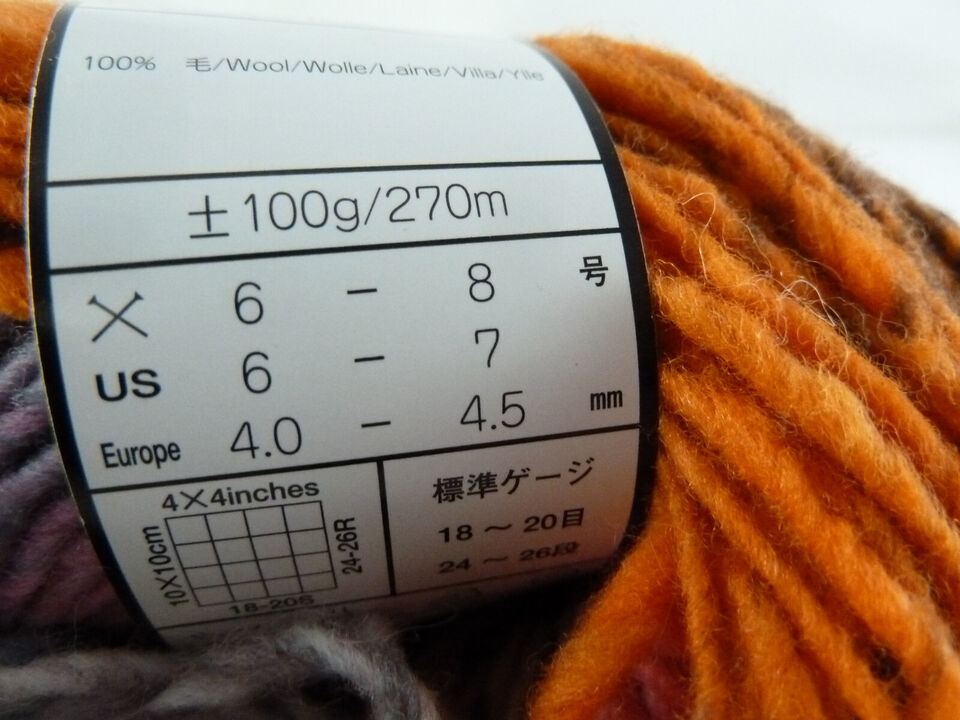 100% 毛/Wool/Wolle/Laine/Villa/Ylle
±100g/270m
6 - 8 号
US 6 - 7
Europe 4.0 - 4.5 mm
4×4inches
10×10cm
24-26R
18-20S
標準ゲージ
18 ～ 20目
24 ～ 26段